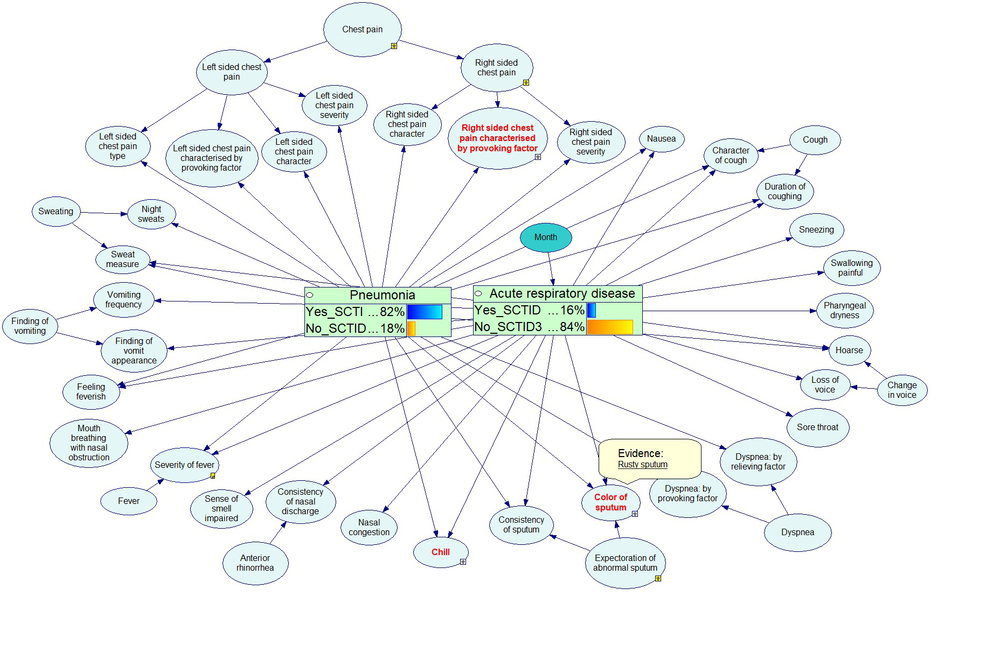 Chest pain
Left sided chest
pain
Right sided
chest pain
Left sided
chest pain
severity
Right sided
chest pain
character
Right sided chest
pain characterised
by provoking factor
Right sided
chest pain
severity
Nausea
Character
of cough
Cough
Left sided
chest pain
type
Left sided chest pain
characterised by
provoking factor
Left sided
chest pain
character
Duration of
coughing
Sweating
Night
sweats
Month
Sneezing
Sweat
measure
Swallowing
painful
Vomiting
frequency
Finding of
vomiting
Pneumonia
Yes_SCTI ...82%
No_SCTID...18%
Acute respiratory disease
Yes_SCTID ...16%
No_SCTID3 ...84%
Pharyngeal
dryness
Finding of
vomit
appearance
Hoarse
Feeling
feverish
Loss of
voice
Change
in voice
Mouth
breathing
with nasal
obstruction
Sore throat
Severity of fever
Evidence:
Rusty sputum
Dyspnea: by
relieving factor
Fever
Sense of
smell
impaired
Consistency
of nasal
discharge
Color of
sputum
Dyspnea: by
provoking factor
Nasal
congestion
Consistency
of sputum
Dyspnea
Anterior
rhinorrhea
Chill
Expectoration of
abnormal sputum